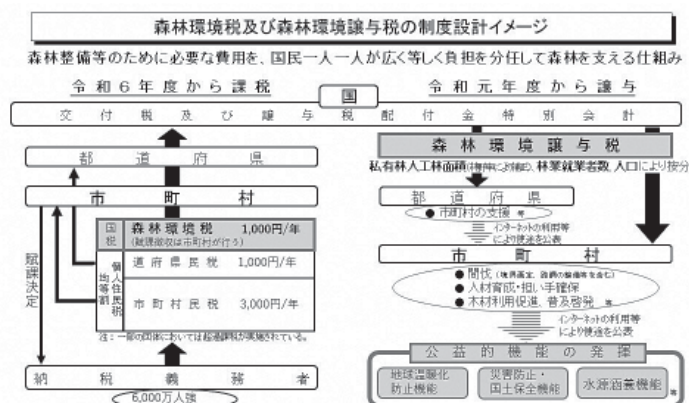 森林環境税及び森林環境譲与税の制度設計イメージ
森林整備等のために必要な費用を、国民一人一人が広く等しく負担を分任して森林を支える仕組み
令和6年度から課税
国
令和元年度から譲与
交付税及び譲与税配付金特別会計
都道府県
市町村
国税
森林環境税 1,000円/年
(賦課徴収は市町村が行う)
個人住民税
均等割
道府県民税 1,000円/年
市町村民税 3,000円/年
注:一部の団体においては超過課税が実施されている。
賦課決定
納税義務者
6,000万人強
森林環境譲与税
私有林人工林面積、林業就業者数、人口により按分
都道府県
● 市町村の支援 等
インターネットの利用等
により使途を公表
市町村
● 間伐(境界画定、路網の整備等を含む)
● 人材育成・担い手確保
● 木材利用促進、普及啓発 等
インターネットの利用等
により使途を公表
公益的機能の発揮
地球温暖化
防止機能
災害防止・
国土保全機能
水源涵養機能
等